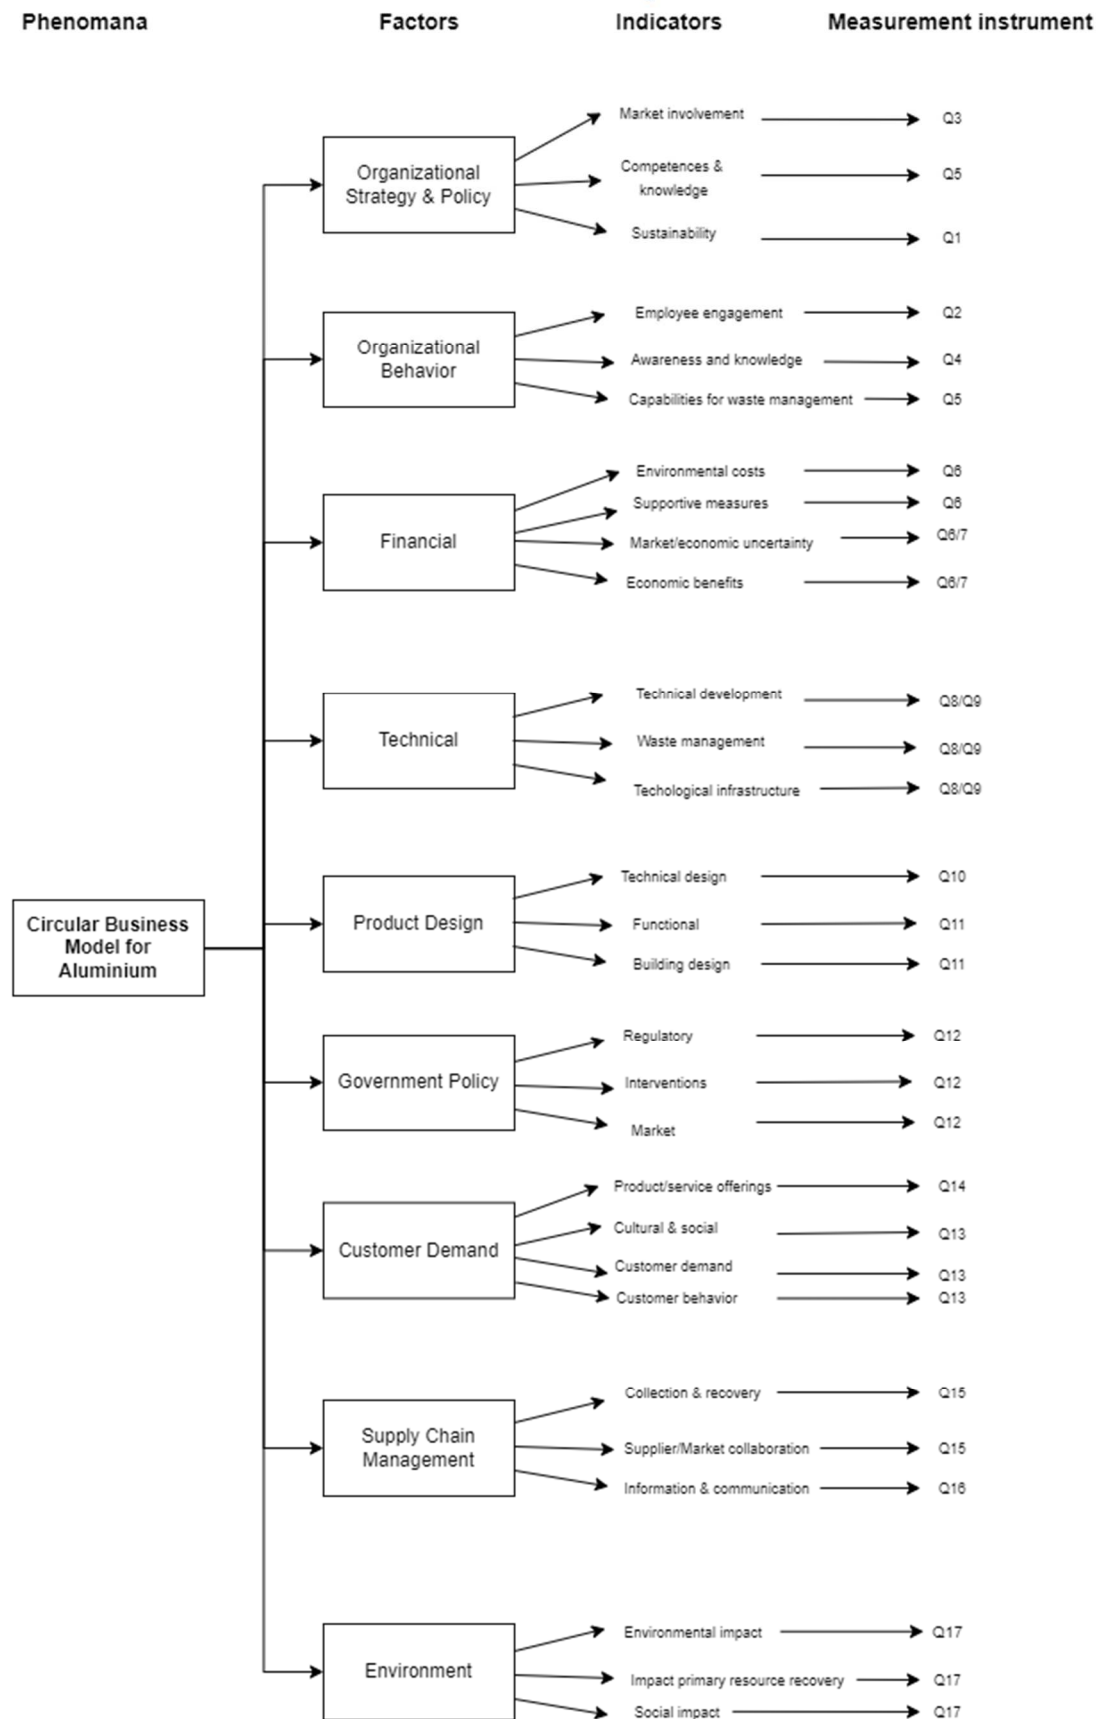 Phenomana Factors Indicators Measurement instrument
Market involvement Q3
Organizational
Strategy & Policy
Competences &
knowledge
Q5
Sustainability Q1
Employee engagement Q2
Organizational
Behavior
Awareness and knowledge Q4
Capabilities for waste management Q5
Environmental costs Q6
Supportive measures Q6
Financial
Market/economic uncertainty Q6/7
Economic benefits Q6/7
Technical development Q8/Q9
Technical
Waste management Q8/Q9
Techological infrastructure Q8/Q9
Technical design Q10
Product Design
Functional Q11
Building design Q11
Circular Business
Model for
Aluminium
Regulatory Q12
Government Policy
Interventions Q12
Market Q12
Product/service offerings Q14
Cultural & social Q13
Customer Demand
Customer demand Q13
Customer behavior Q13
Collection & recovery Q15
Supply Chain
Management
Supplier/Market collaboration Q15
Information & communication Q16
Environmental impact Q17
Environment
Impact primary resource recovery Q17
Social impact Q17